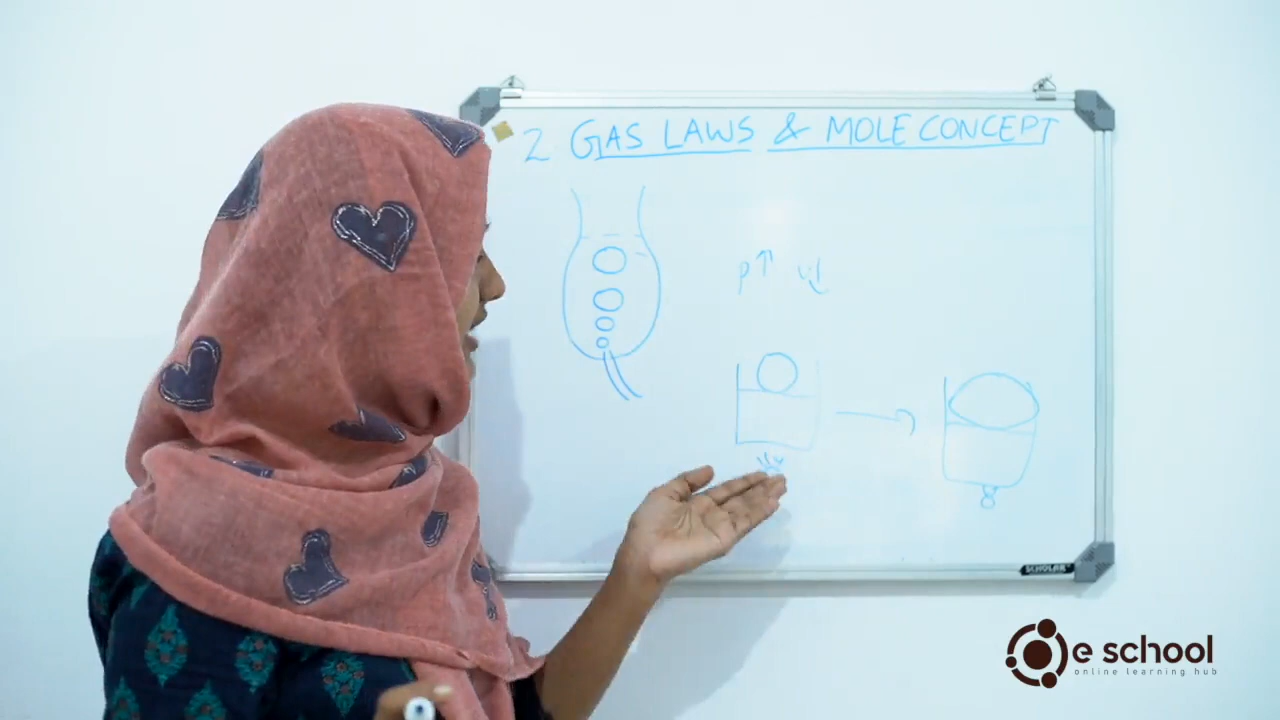 2 GAS LAWS & MOLE CONCEPT
P↑ V↓
SCHOLAR
e school
online learning hub